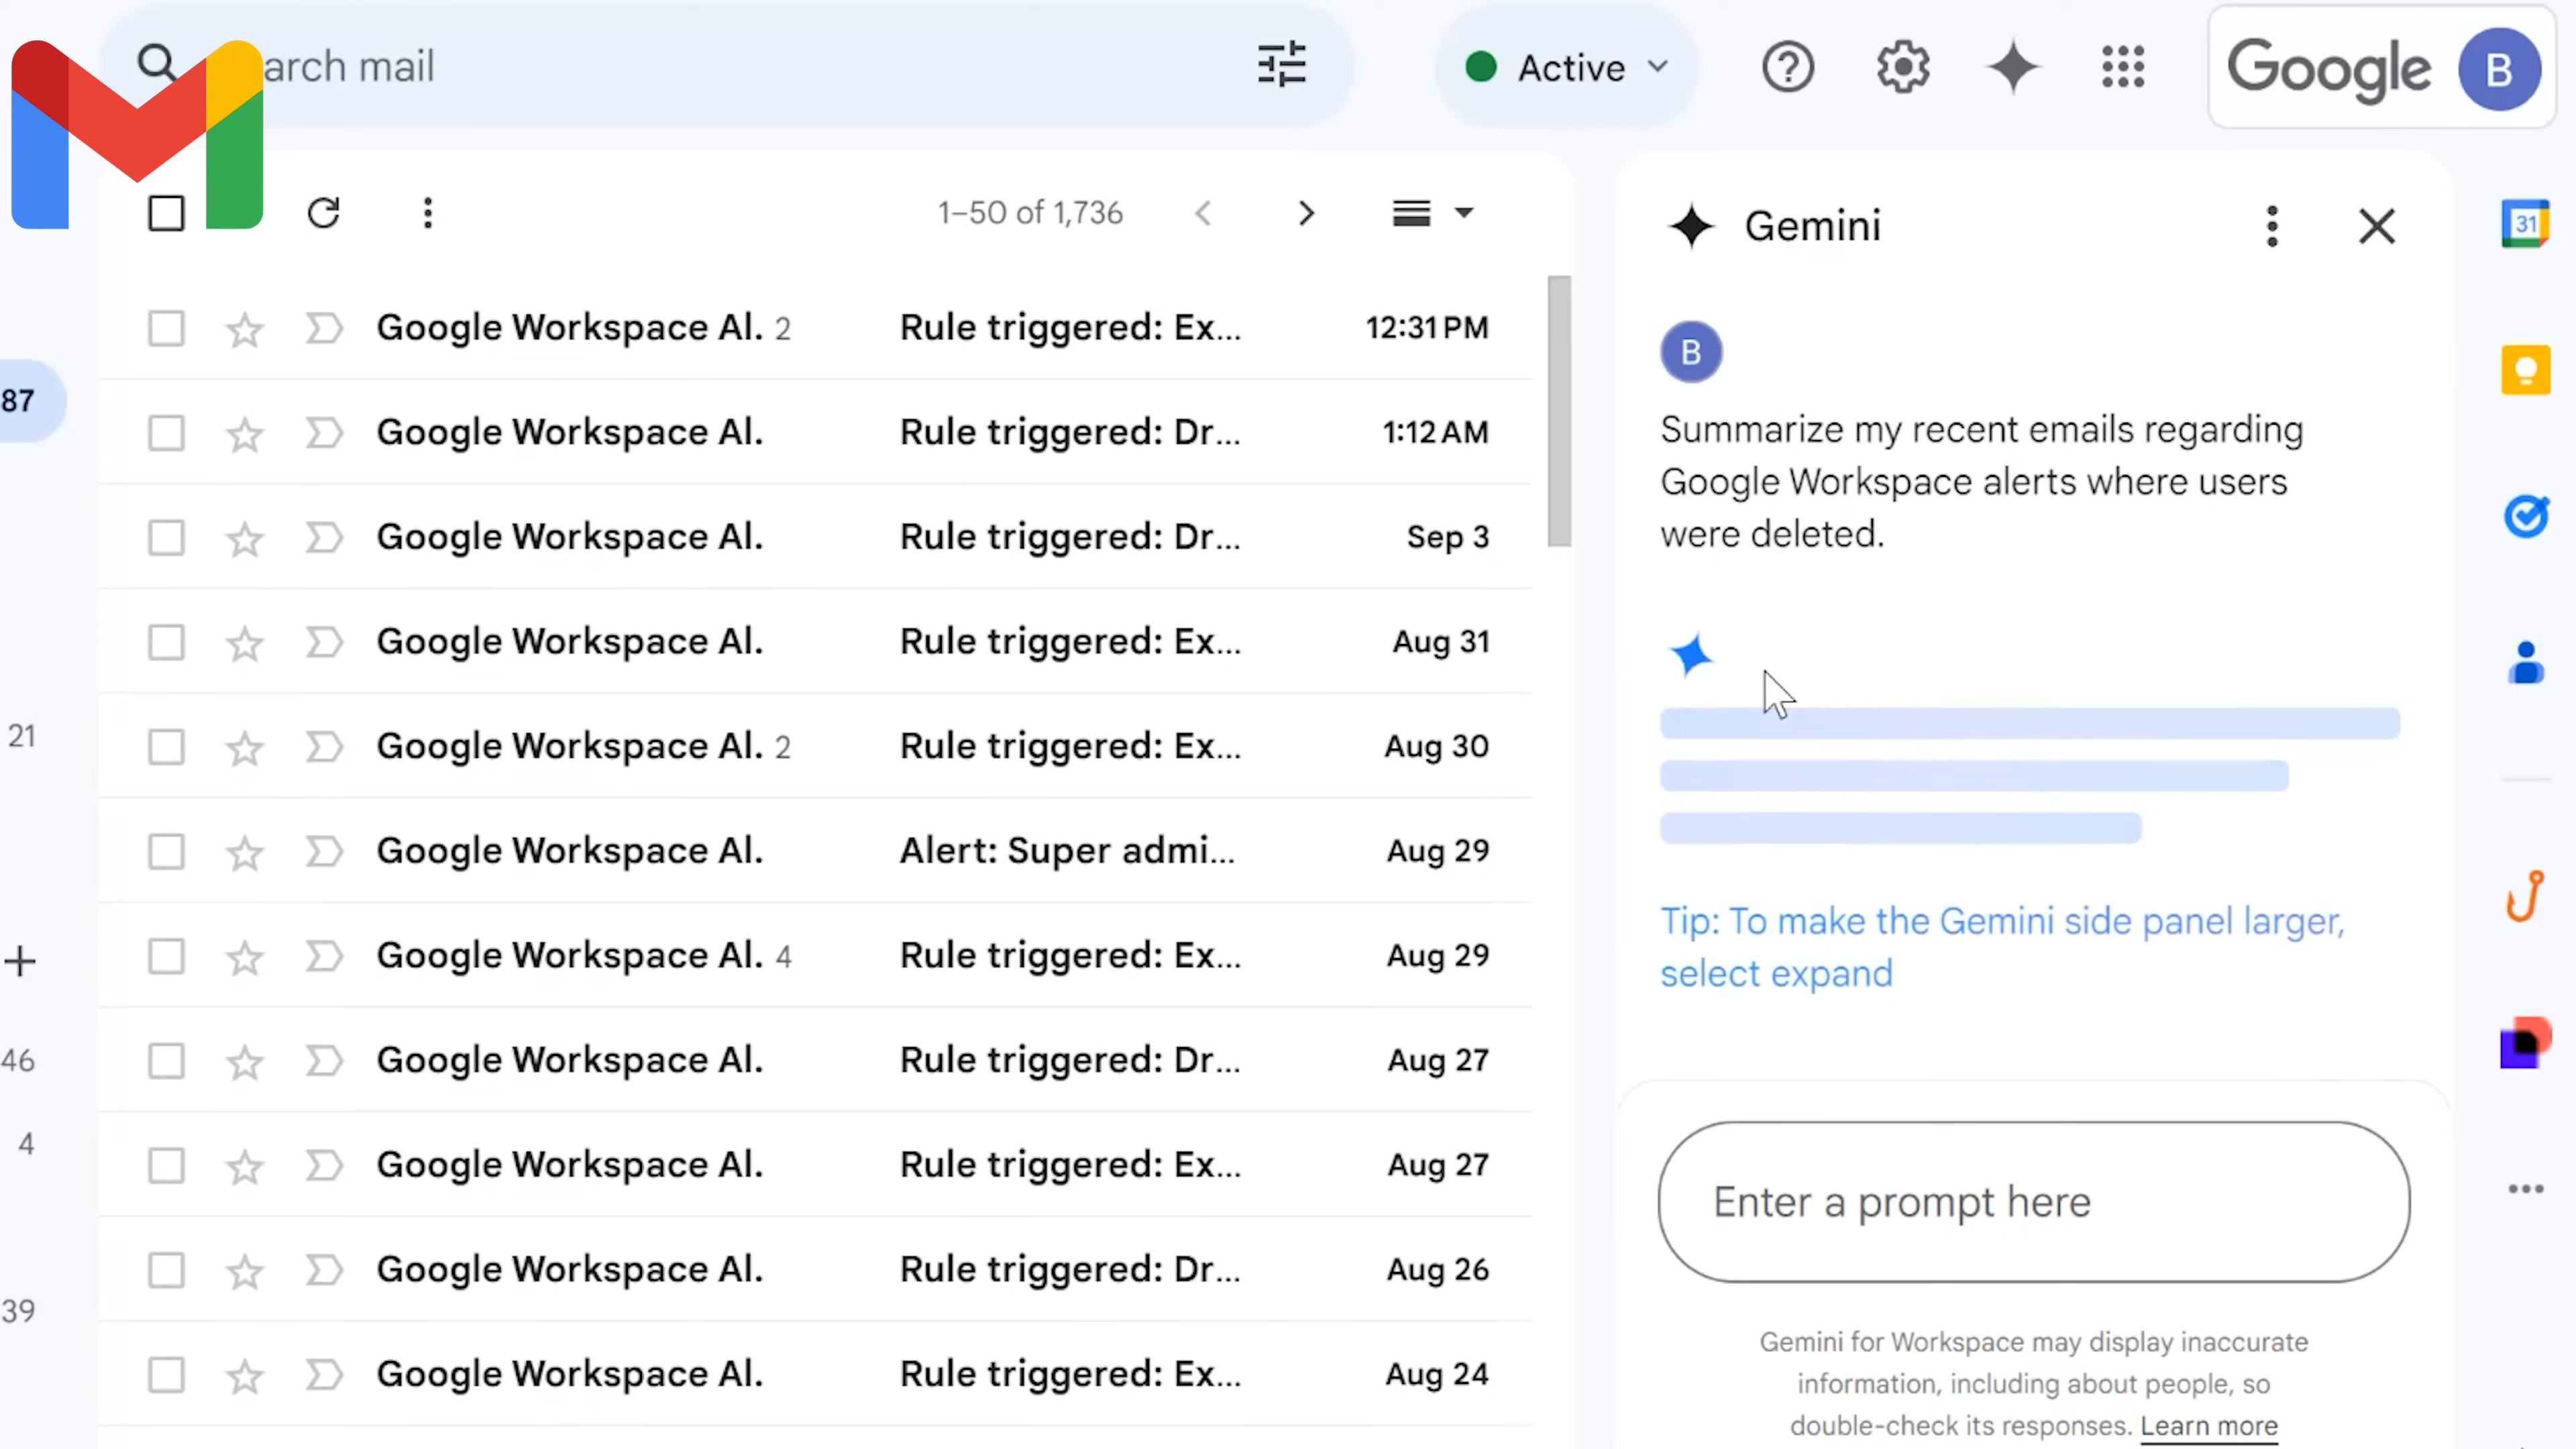 arch mail
Active
Google
B
1–50 of 1,736
87
21
46
4
39
Google Workspace Al. 2 Rule triggered: Ex... 12:31 PM
Google Workspace Al. Rule triggered: Dr... 1:12 AM
Google Workspace Al. Rule triggered: Dr... Sep 3
Google Workspace Al. Rule triggered: Ex... Aug 31
Google Workspace Al. 2 Rule triggered: Ex... Aug 30
Google Workspace Al. Alert: Super admi... Aug 29
Google Workspace Al. 4 Rule triggered: Ex... Aug 29
Google Workspace Al. Rule triggered: Dr... Aug 27
Google Workspace Al. Rule triggered: Ex... Aug 27
Google Workspace Al. Rule triggered: Dr... Aug 26
Google Workspace Al. Rule triggered: Ex... Aug 24
Gemini
B
Summarize my recent emails regarding
Google Workspace alerts where users
were deleted.
Tip: To make the Gemini side panel larger,
select expand
Enter a prompt here
Gemini for Workspace may display inaccurate
information, including about people, so
double-check its responses. Learn more
31